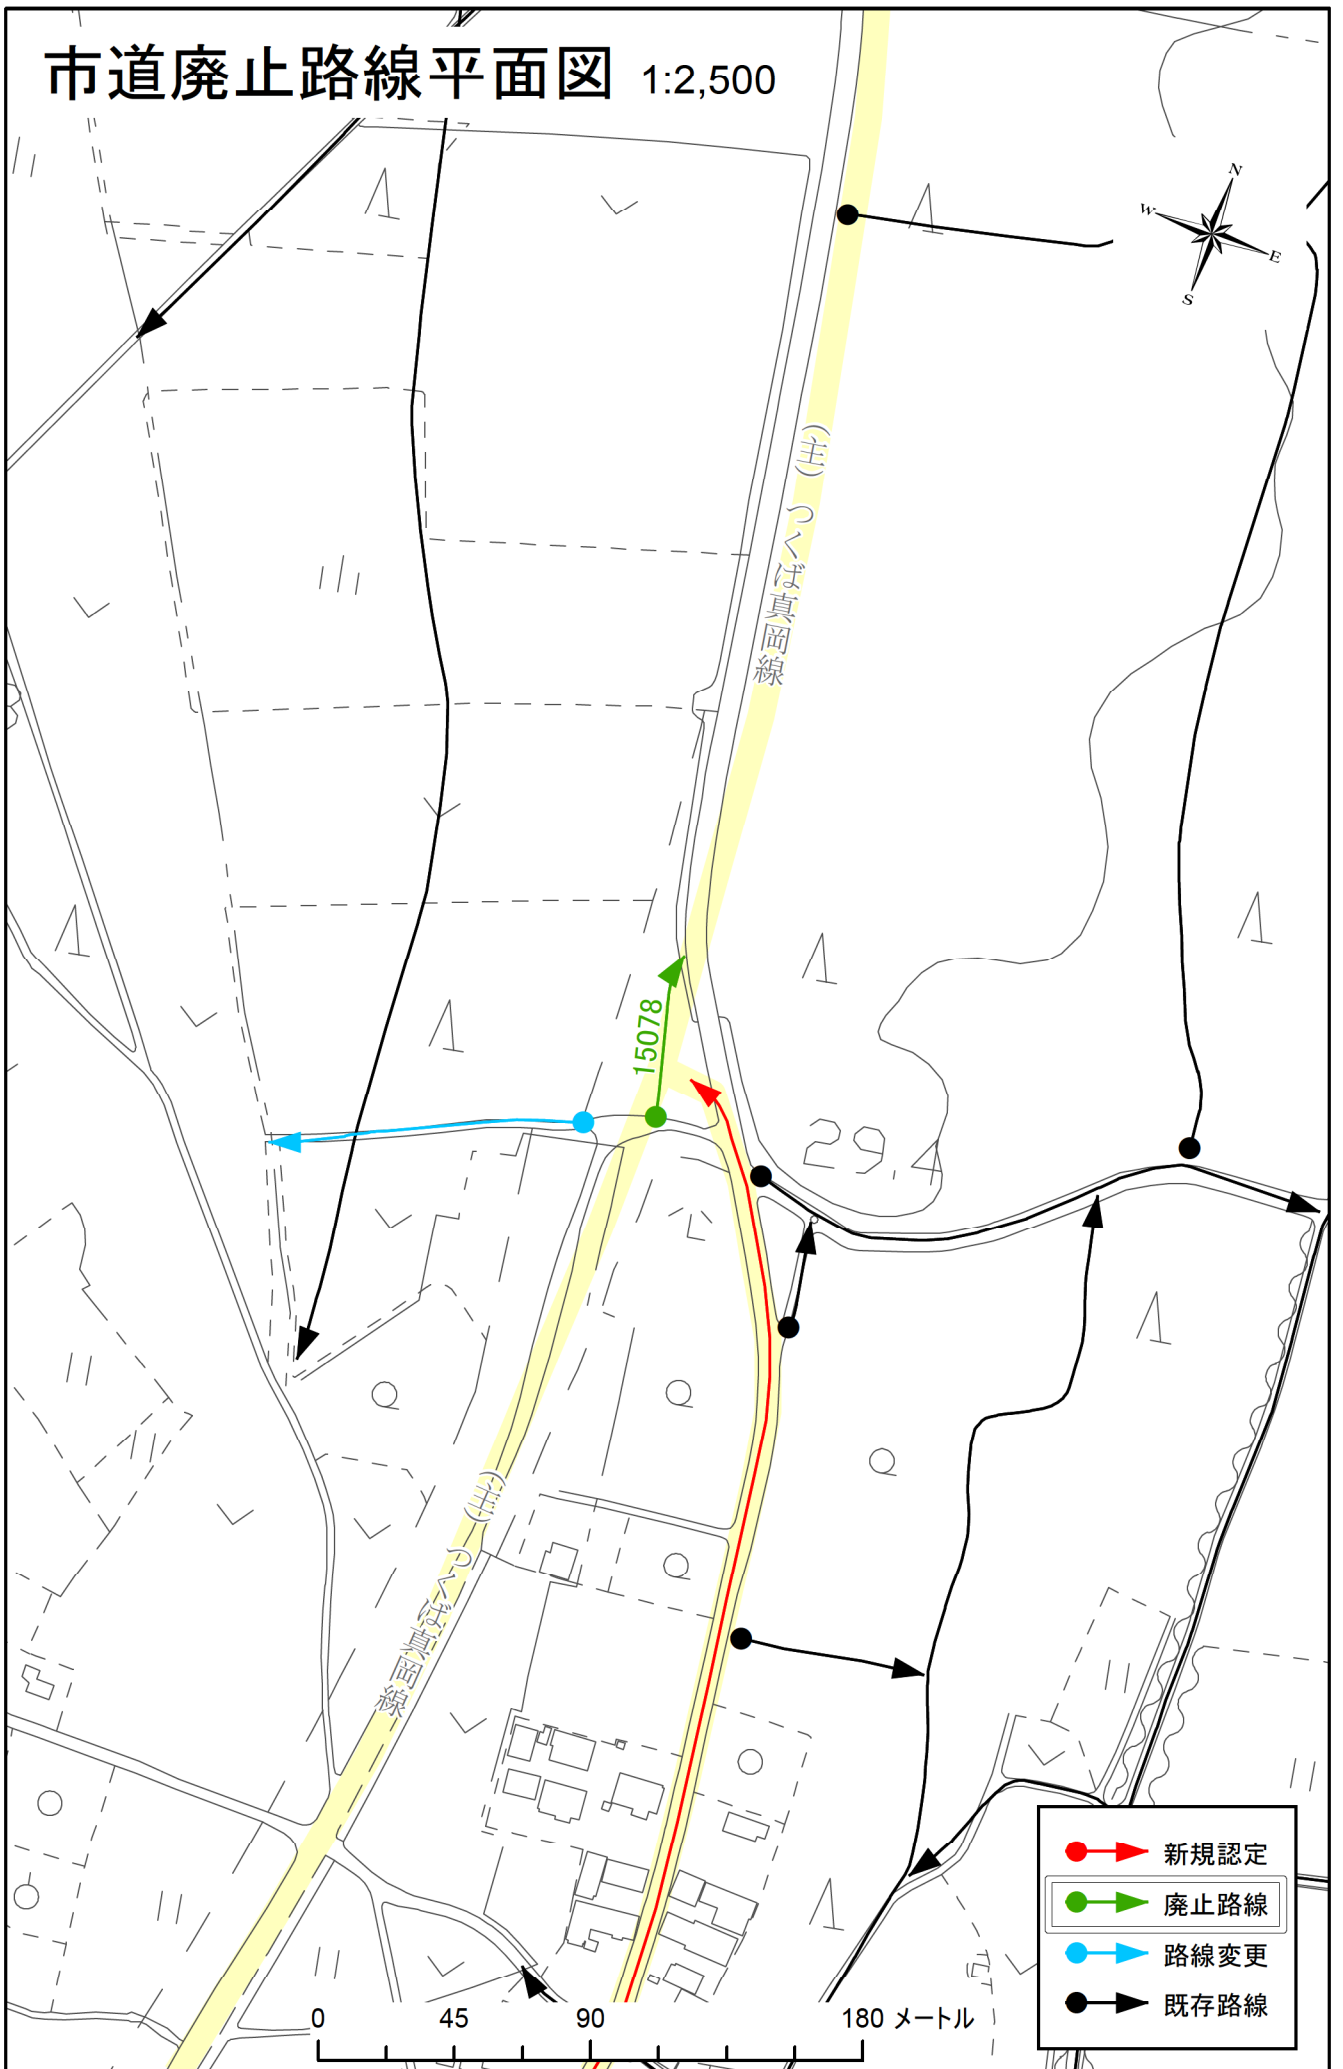 市道廃止路線平面図 1:2,500
N
W
E
S
(主) つくば真岡線
15078
29.4
(主) つくば真岡線
新規認定
廃止路線
路線変更
既存路線
0 45 90 180 メートル